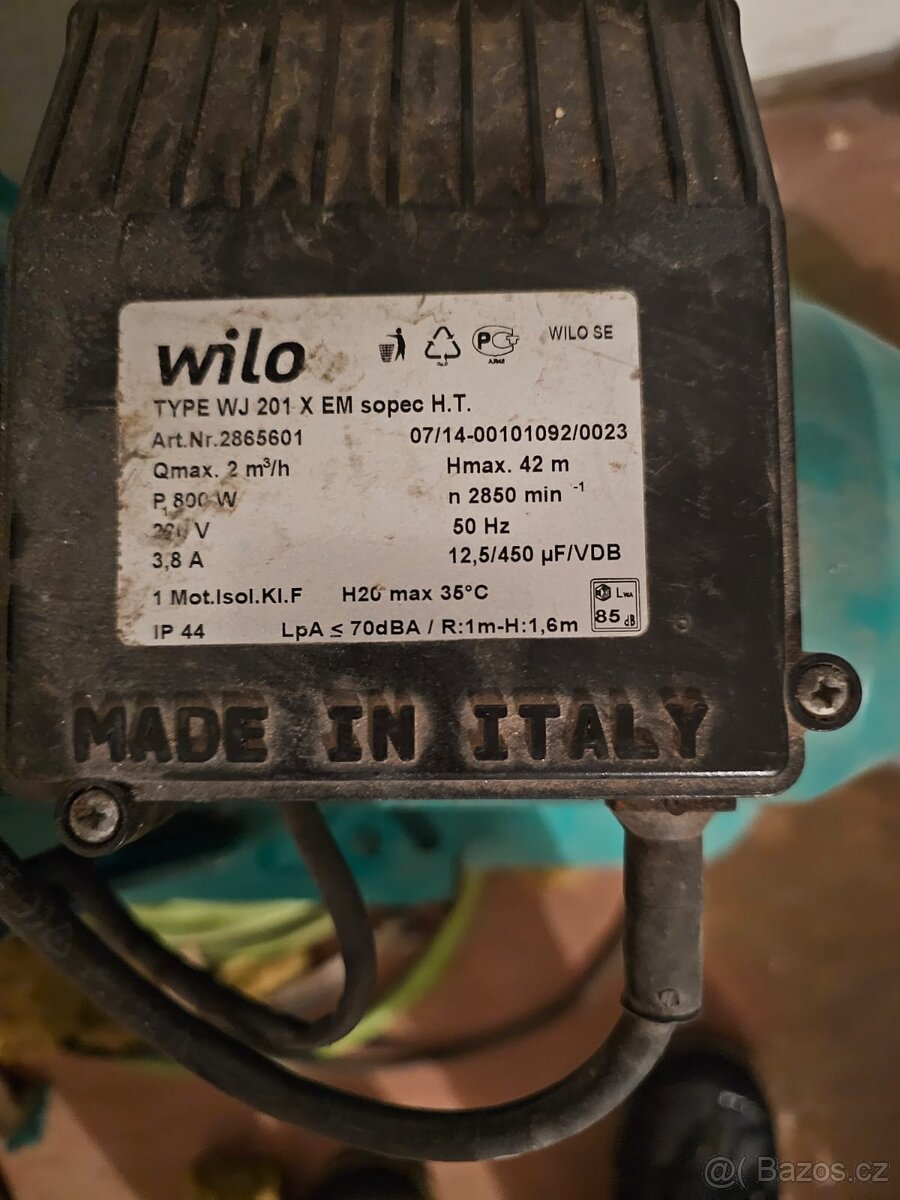 wilo
WILO SE
TYPE WJ 201 X EM sopec H.T.
Art.Nr.2865601 07/14-00101092/0023
Qmax. 2 m³/h Hmax. 42 m
P₁ 800 W n 2850 min ⁻¹
V 50 Hz
3,8 A 12,5/450 µF/VDB
1 Mot.Isol.Kl.F H20 max 35°C
LWA
85 dB
IP 44 LpA ≤ 70dBA / R:1m-H:1,6m
MADE IN ITALY
@( Bazos.cz